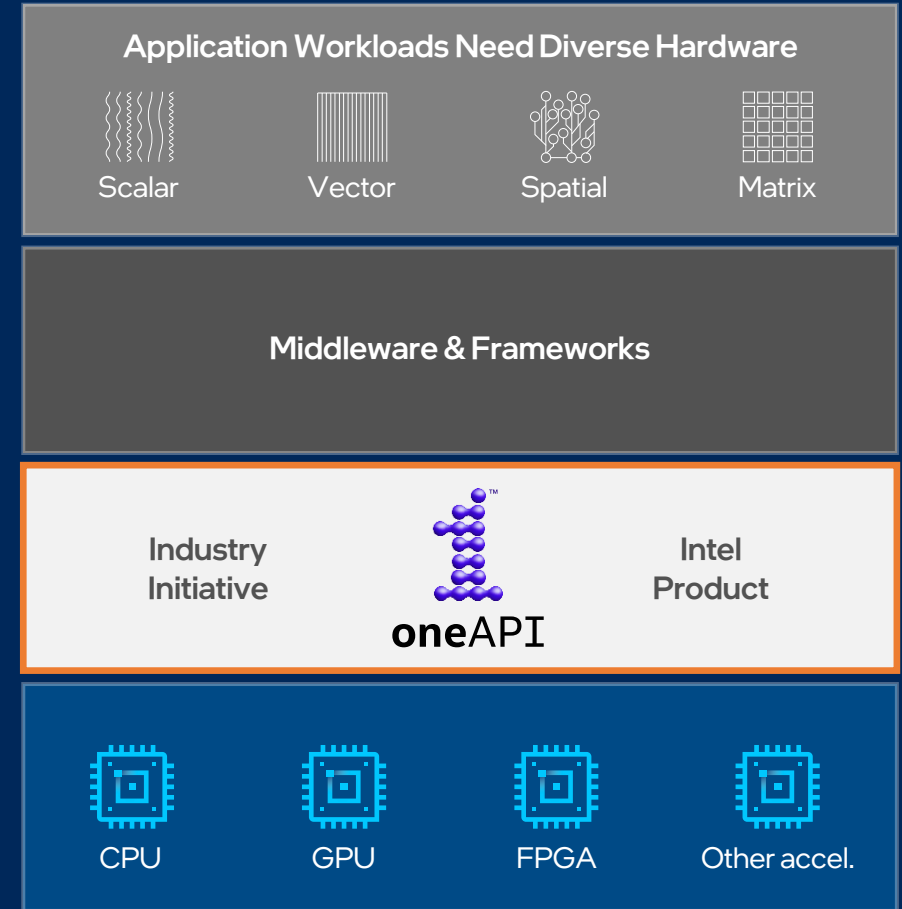 Application Workloads Need Diverse Hardware
Scalar
Vector
Spatial
Matrix
Middleware & Frameworks
Industry
Initiative
™
oneAPI
Intel
Product
CPU
GPU
FPGA
Other accel.